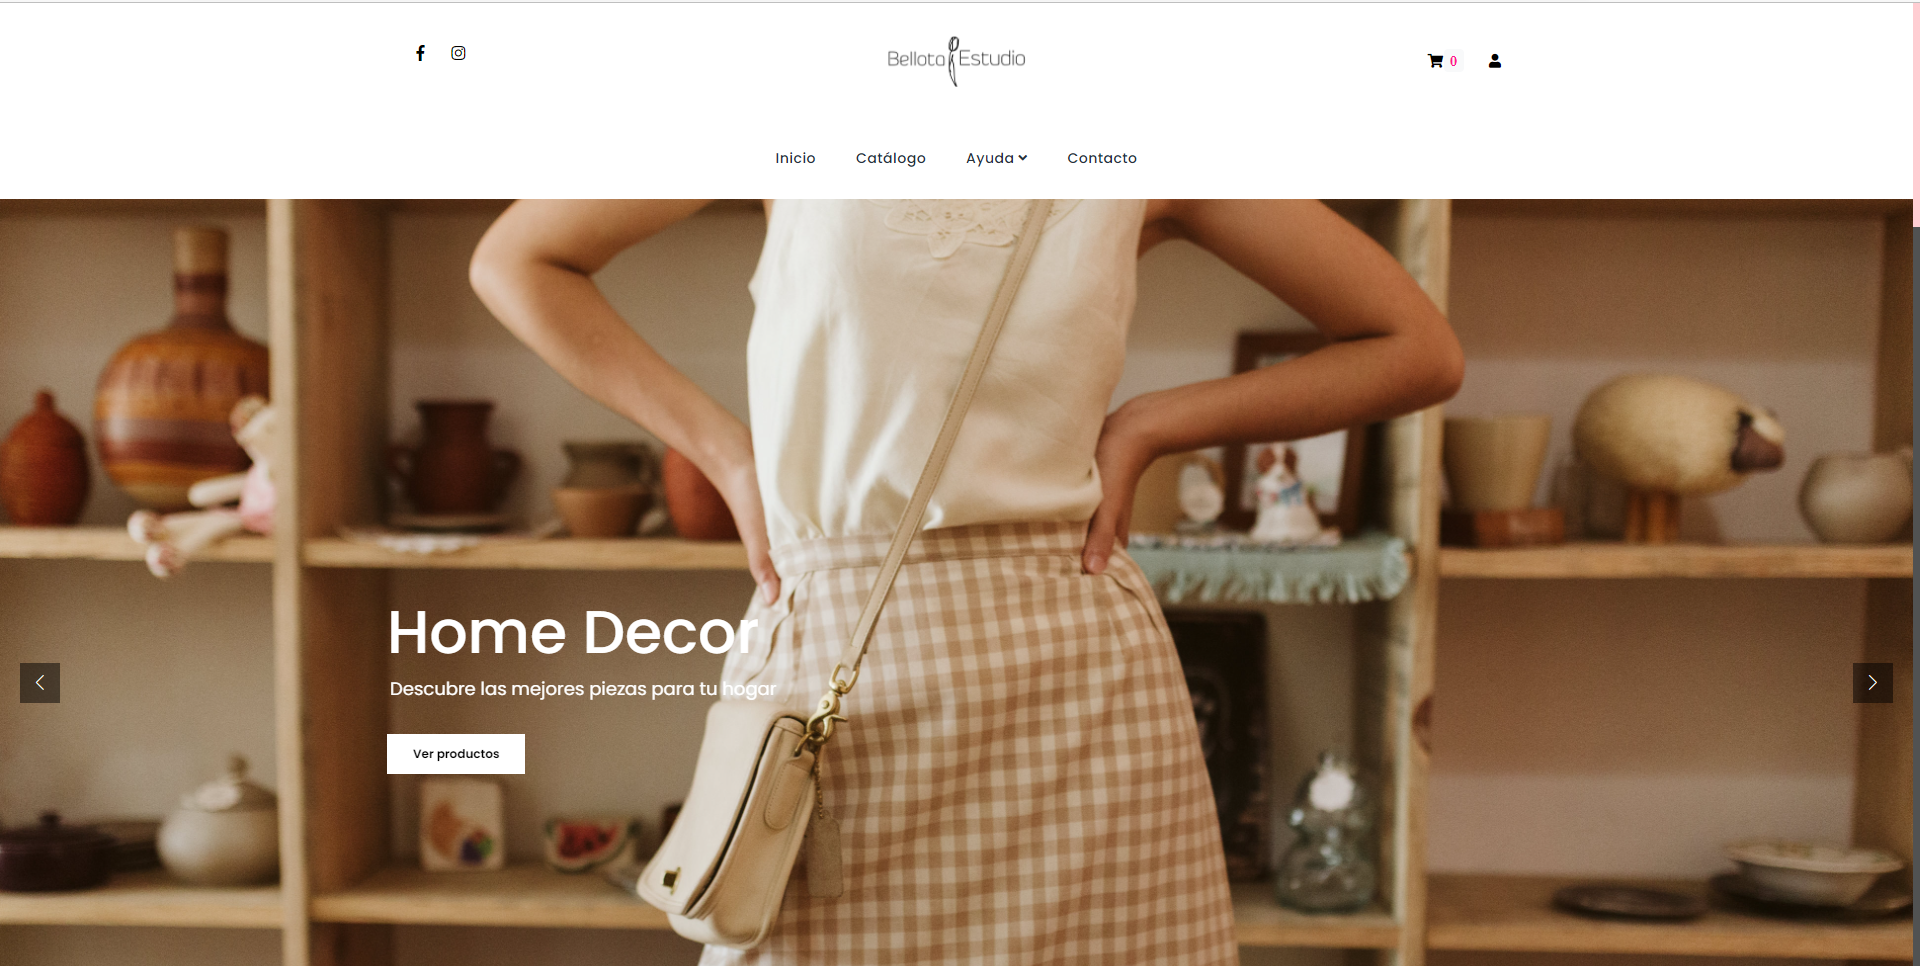 Bellota Estudio
0
Inicio Catálogo Ayuda Contacto
Home Decor
Descubre las mejores piezas para tu hogar
Ver productos